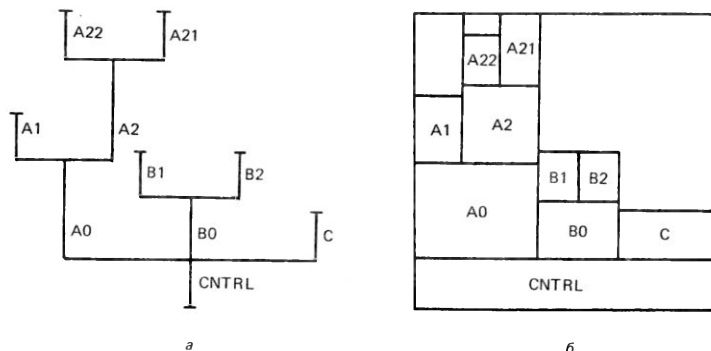 A22 A21
A1 A2
B1 B2
A0 B0 C
CNTRL
а
A22 A21
A1 A2
B1 B2
A0 B0 C
CNTRL
б